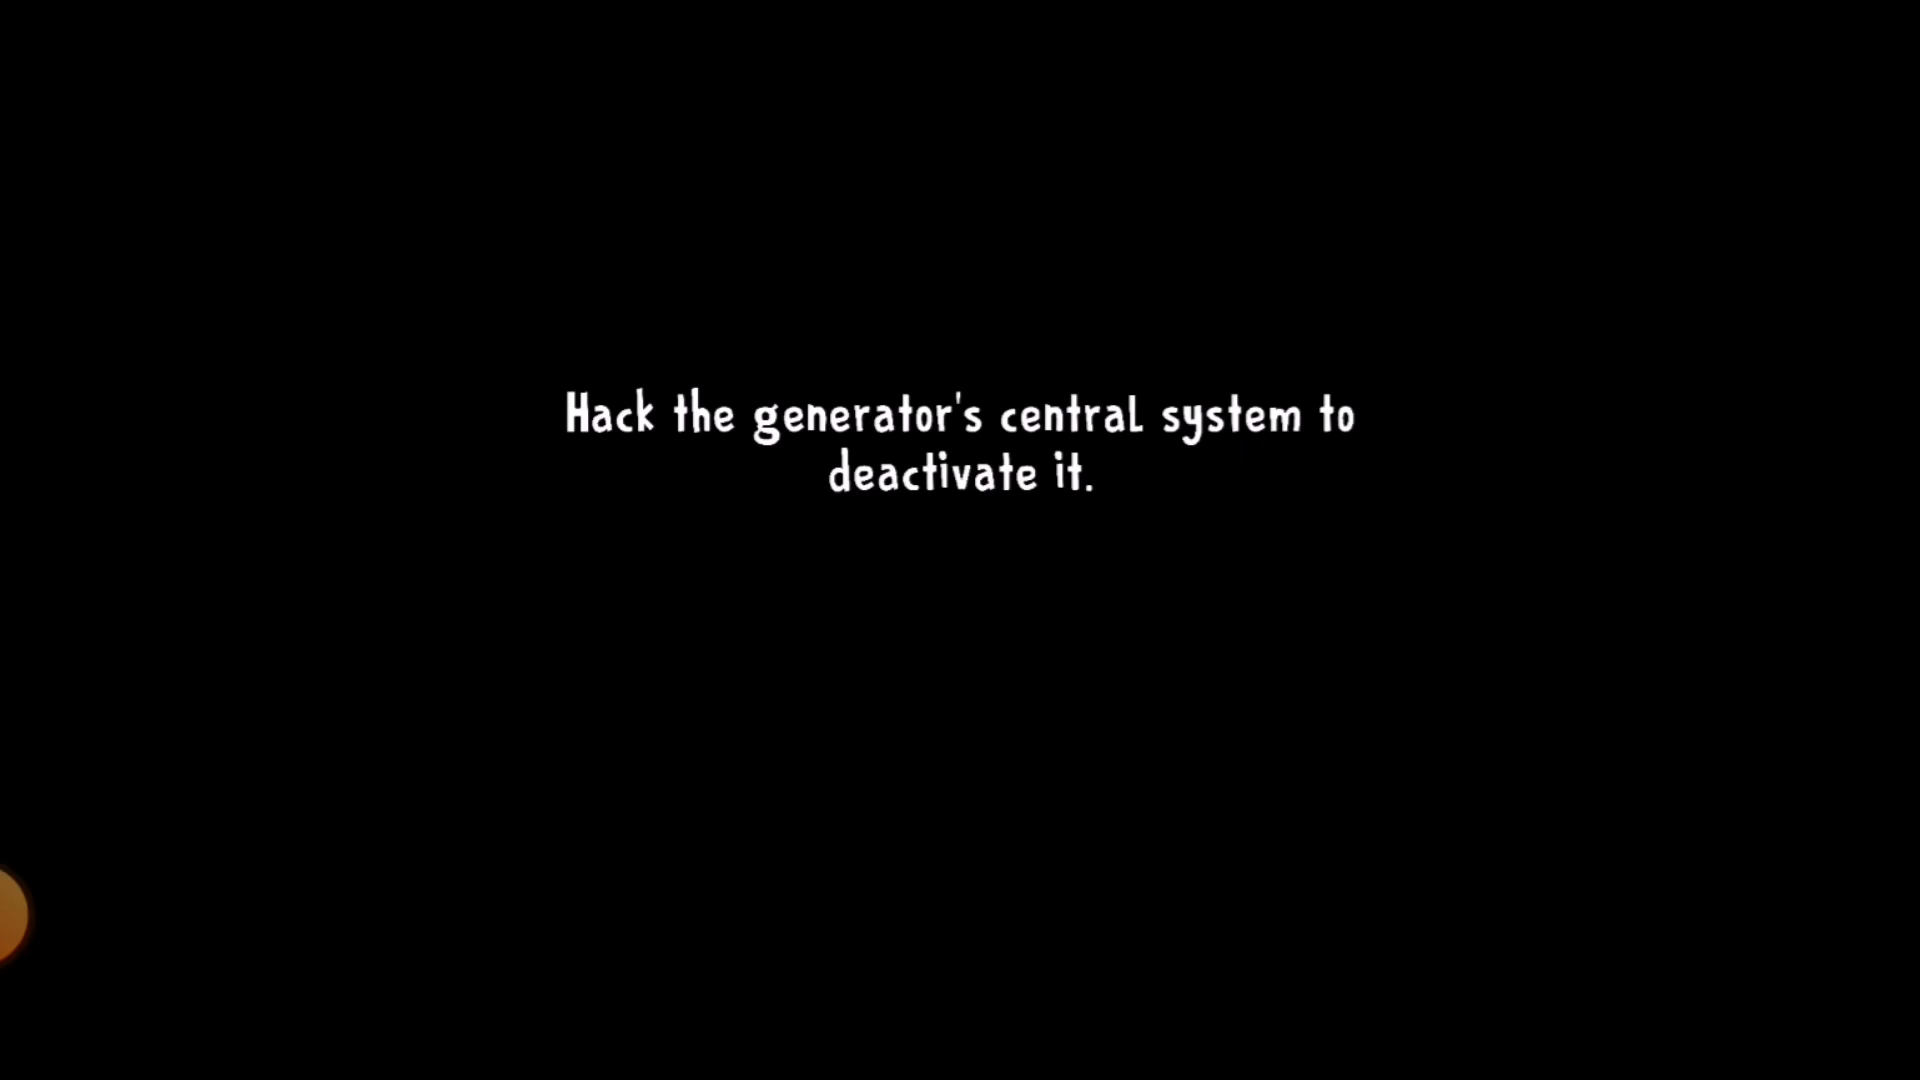 Hack the generator's central system to
deactivate it.